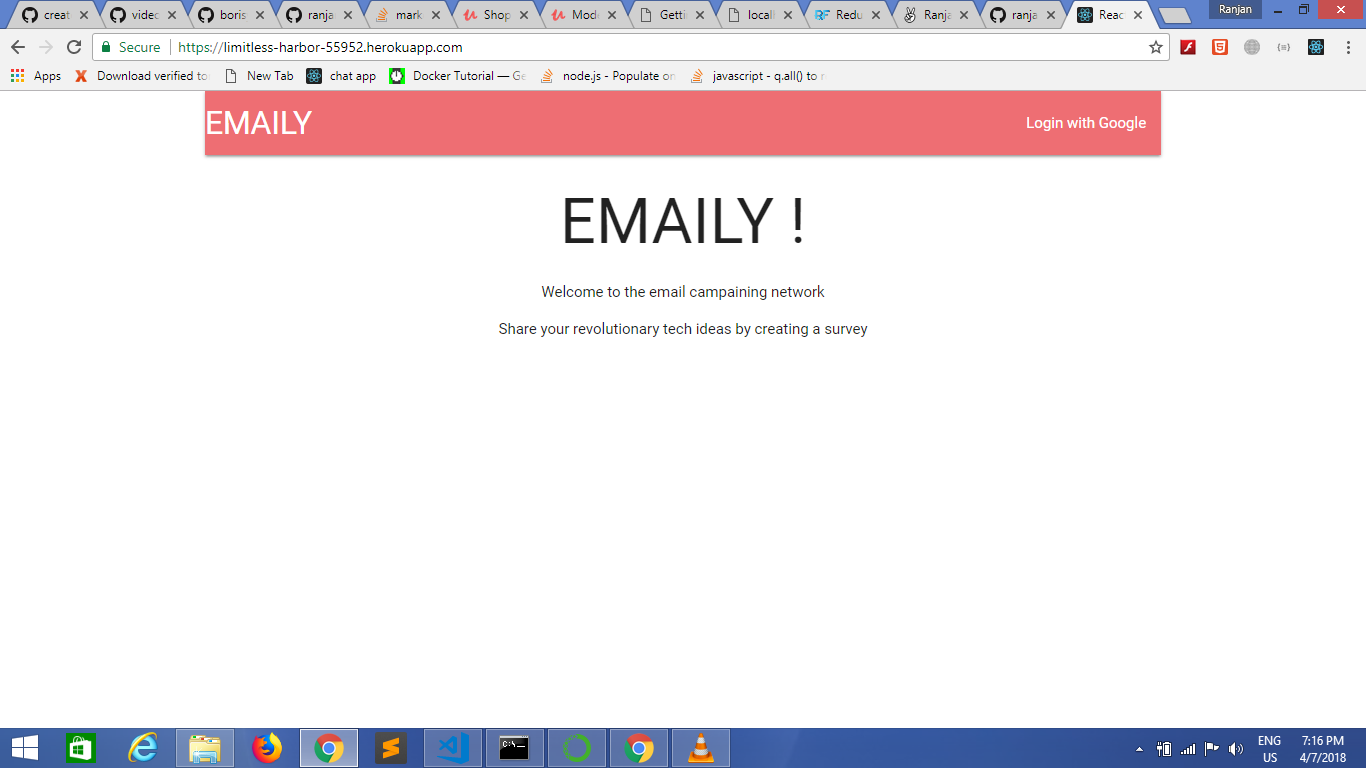 creat
video
boris
ranja
mark
Shop
Mode
Getti
locall
Redu
Ranja
ranja
Reac
Ranjan
Secure
https://limitless-harbor-55952.herokuapp.com
Apps
Download verified to
New Tab
chat app
Docker Tutorial — Ge
node.js - Populate on
javascript - q.all() to r
EMAILY
Login with Google
EMAILY !
Welcome to the email campaining network
Share your revolutionary tech ideas by creating a survey
ENG
US
7:16 PM
4/7/2018